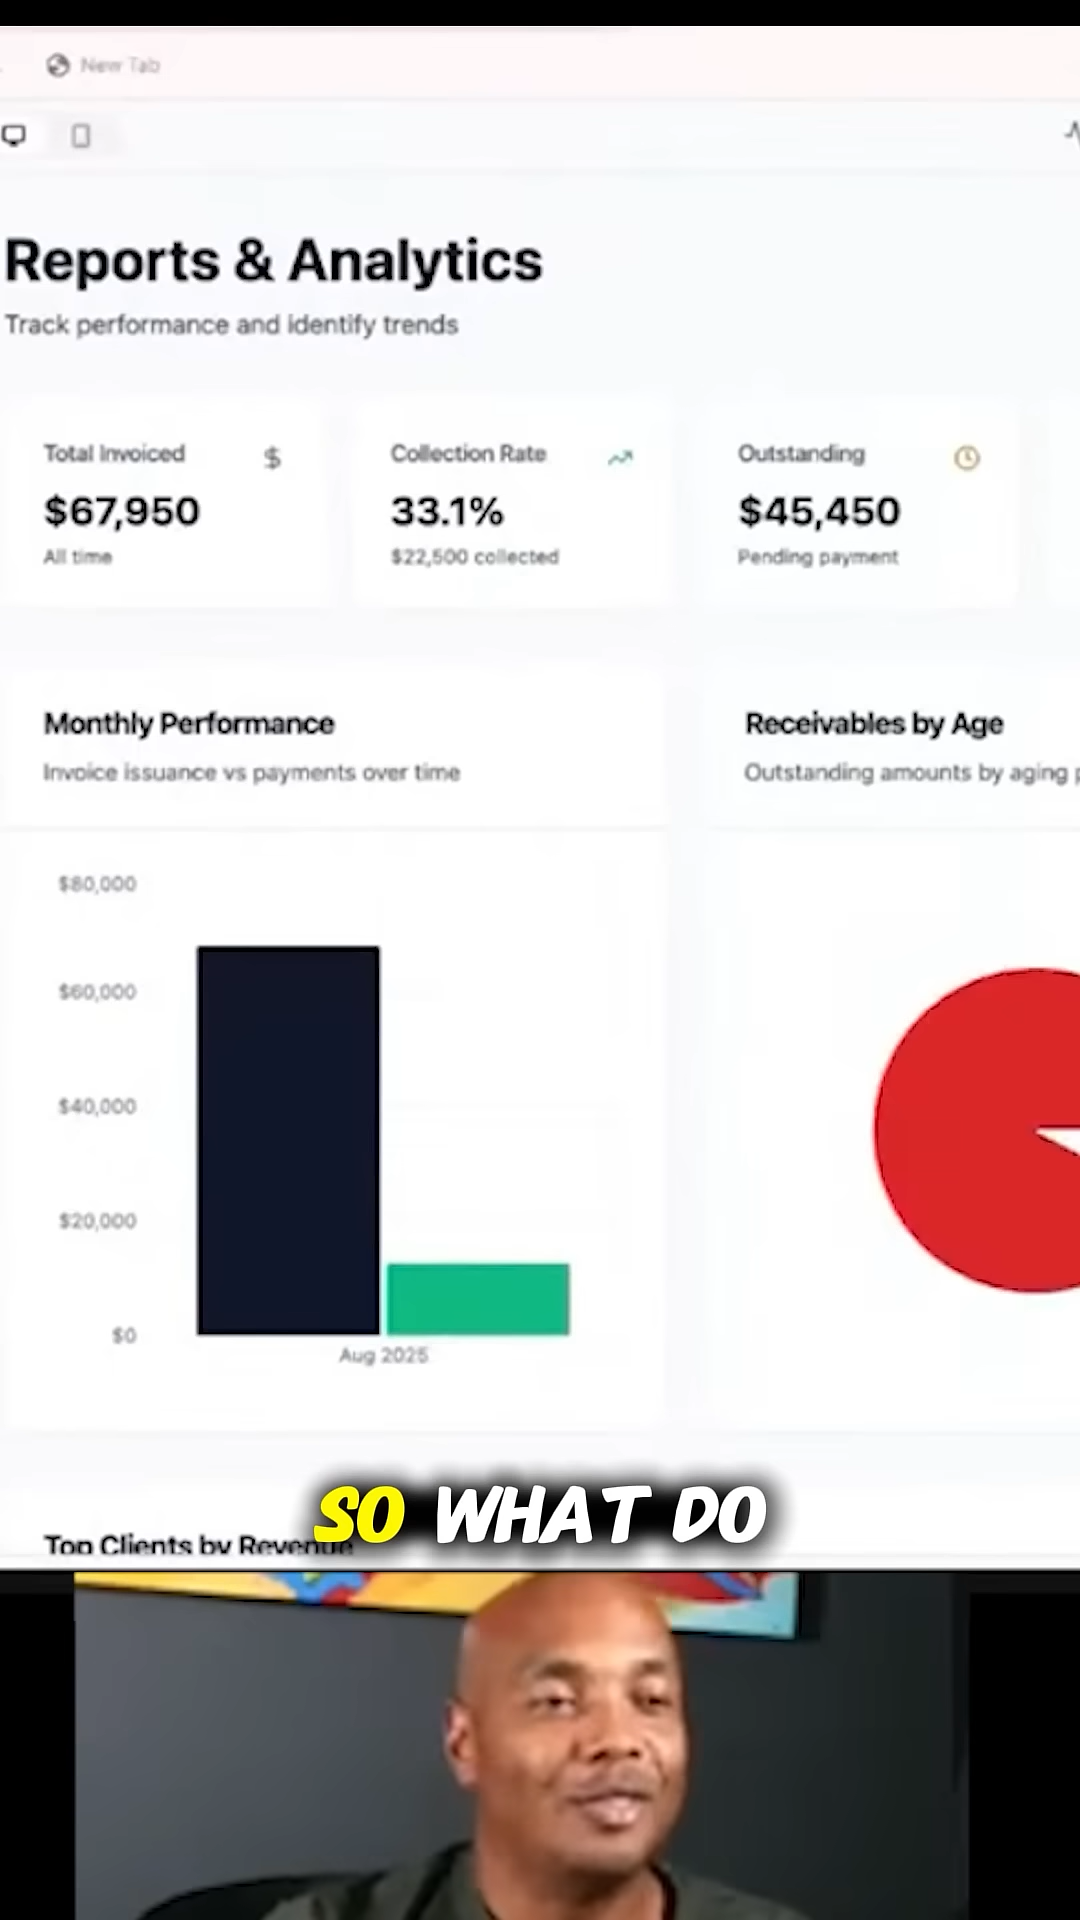 New Tab
Reports & Analytics
Track performance and identify trends
Total Invoiced
$
Collection Rate
Outstanding
$67,950
33.1%
$45,450
All time
$22,500 collected
Pending payment
Monthly Performance
Receivables by Age
Invoice issuance vs payments over time
Outstanding amounts by aging
$80,000
$60,000
$40,000
$20,000
$0
Aug 2025
SO WHAT DO
Top Clients by Revenue